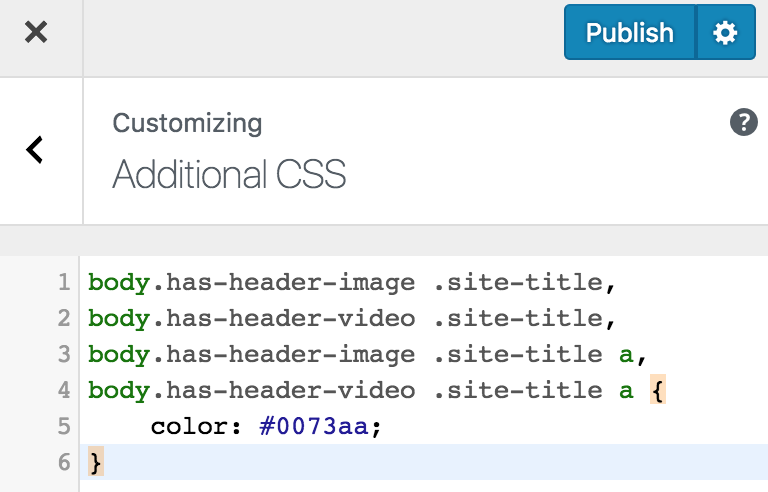 Publish
Customizing
?
Additional CSS
1 body.has-header-image .site-title,
2 body.has-header-video .site-title,
3 body.has-header-image .site-title a,
4 body.has-header-video .site-title a {
5     color: #0073aa;
6 }